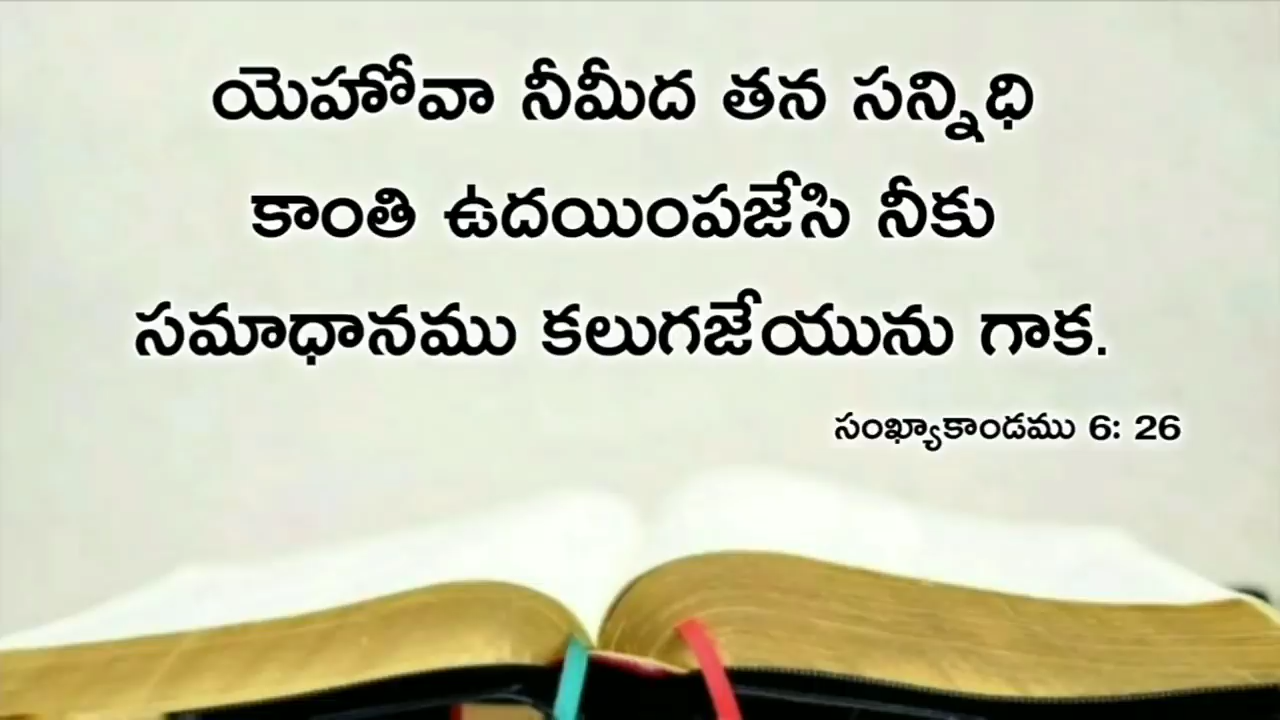 యెహోవా నీమీద తన సన్నిధి
కాంతి ఉదయింపజేసి నీకు
సమాధానము కలుగజేయును గాక.
సంఖ్యాకాండము 6: 26